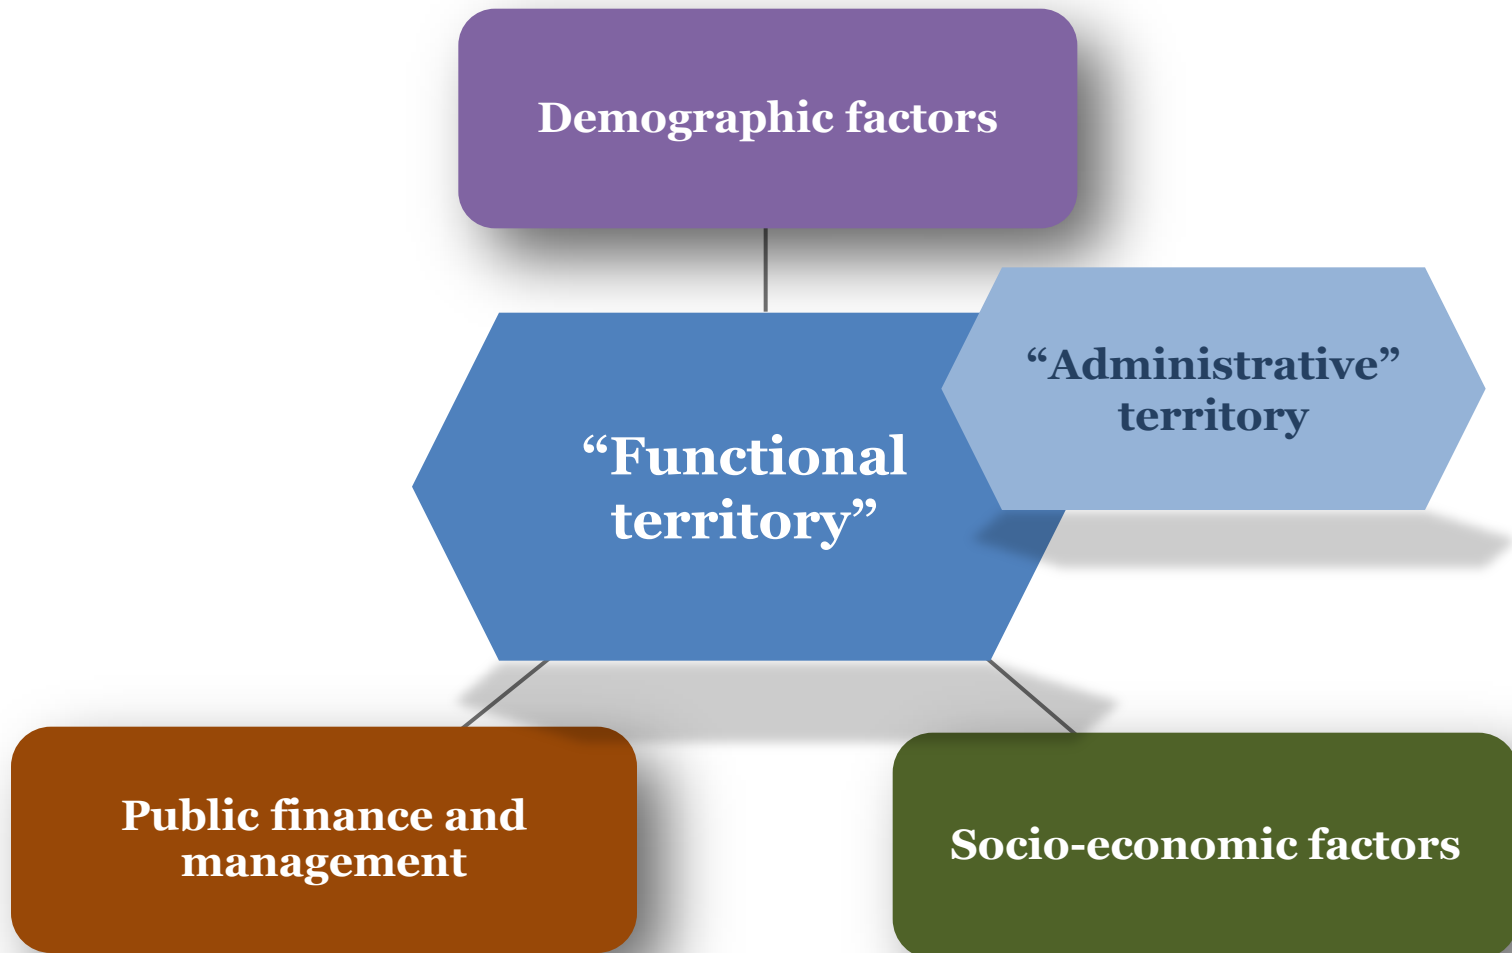 Demographic factors
“Administrative”
territory
“Functional
territory”
Public finance and
management
Socio-economic factors